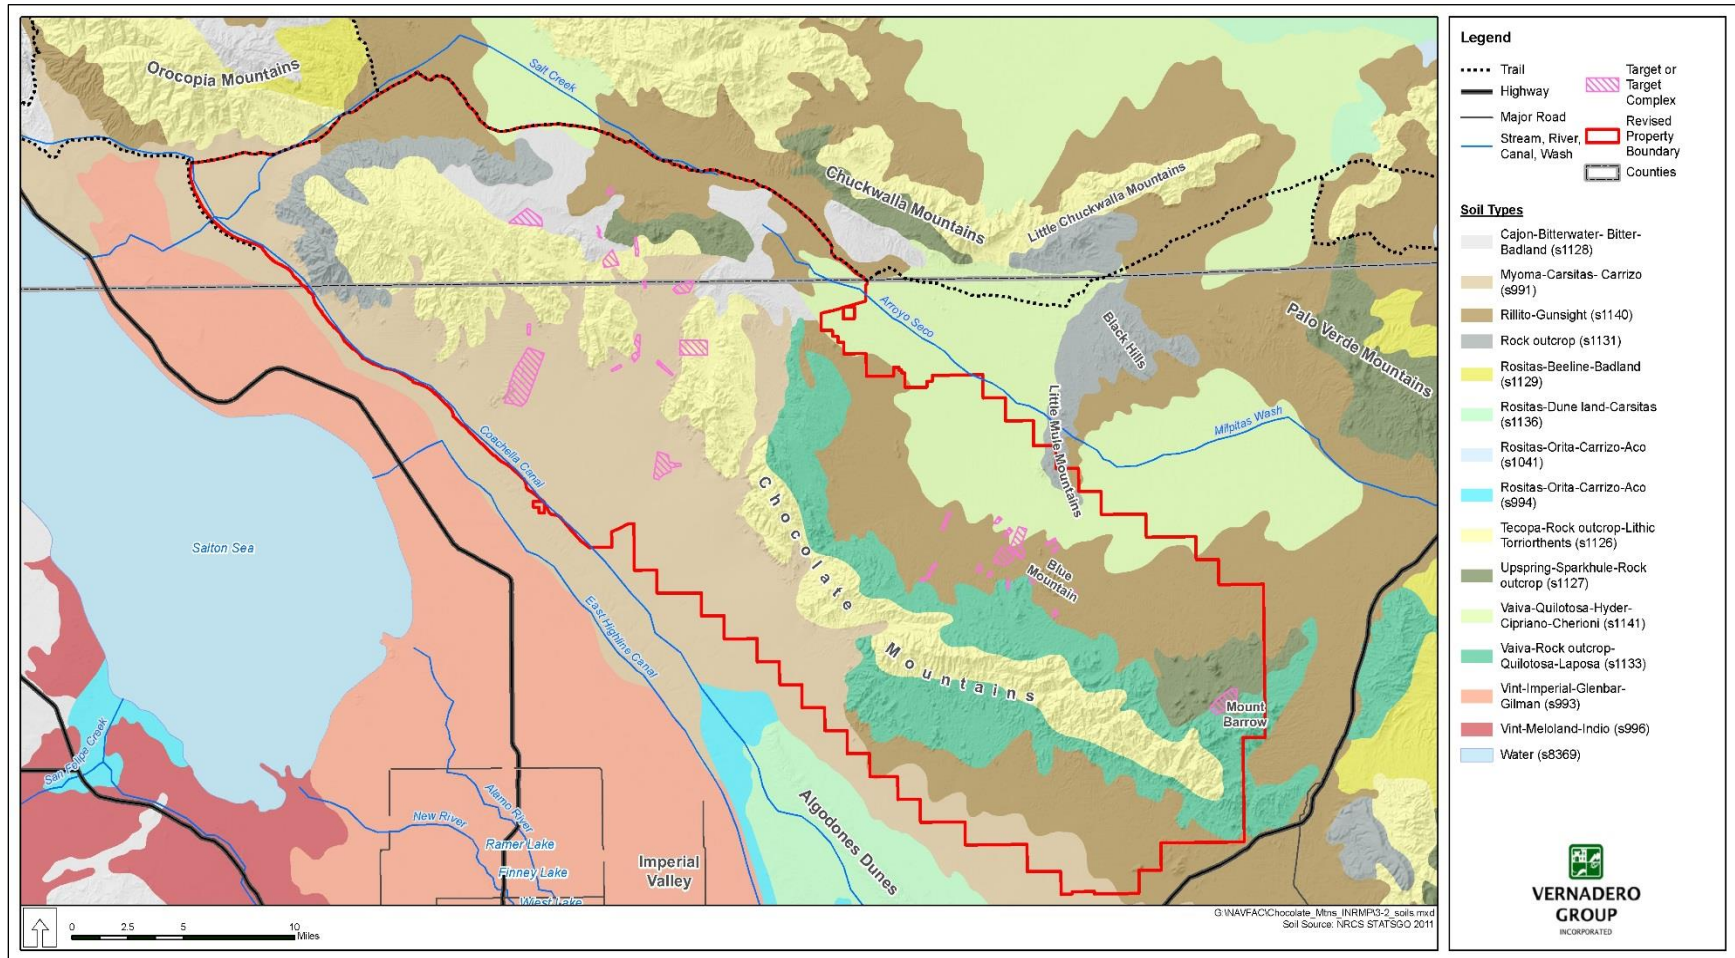 Orocopia Mountains
Salt Creek
Chuckwalla Mountains
Little Chuckwalla Mountains
Arroyo Seco
Black Hills
Palo Verde Mountains
Little Mule Mountains
Milpitas Wash
Coachella Canal
Salton Sea
Chocolate
Mountains
Blue
Mountain
East Highline Canal
Mount
Barrow
San Felipe Creek
New River
Alamo River
Ramer Lake
Finney Lake
Wiest Lake
Imperial
Valley
Algodones Dunes
0 2.5 5 10
Miles
G:\NAVFAC\Chocolate_Mtns_INRMP\3-2_soils.mxd
Soil Source: NRCS STATSGO 2011
Legend
Trail
Highway
Major Road
Stream, River,
Canal, Wash
Target or
Target
Complex
Revised
Property
Boundary
Counties
Soil Types
Cajon-Bitterwater- Bitter-
Badland (s1128)
Myoma-Carsitas- Carrizo
(s991)
Rillito-Gunsight (s1140)
Rock outcrop (s1131)
Rositas-Beeline-Badland
(s1129)
Rositas-Dune land-Carsitas
(s1136)
Rositas-Orita-Carrizo-Aco
(s1041)
Rositas-Orita-Carrizo-Aco
(s994)
Tecopa-Rock outcrop-Lithic
Torriorthents (s1126)
Upspring-Sparkhule-Rock
outcrop (s1127)
Vaiva-Quilotosa-Hyder-
Cipriano-Cherioni (s1141)
Vaiva-Rock outcrop-
Quilotosa-Laposa (s1133)
Vint-Imperial-Glenbar-
Gilman (s993)
Vint-Meloland-Indio (s996)
Water (s8369)
VERNADERO
GROUP
INCORPORATED